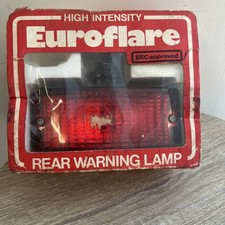 HIGH INTENSITY
Euroflare
EEC approved
REAR WARNING LAMP